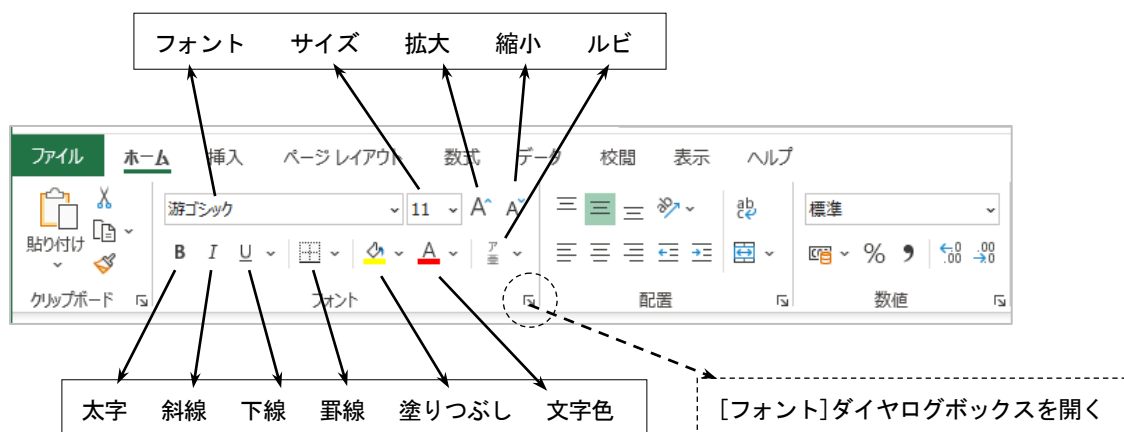 フォント サイズ 拡大 縮小 ルビ
ファイル ホーム 挿入 ページ レイアウト 数式 データ 校閲 表示 ヘルプ
游ゴシック 11 A A ab 標準
貼り付け B I U A ア亜 % .00 .00
クリップボード フォント 配置 数値
太字 斜線 下線 罫線 塗りつぶし 文字色
[フォント]ダイヤログボックスを開く